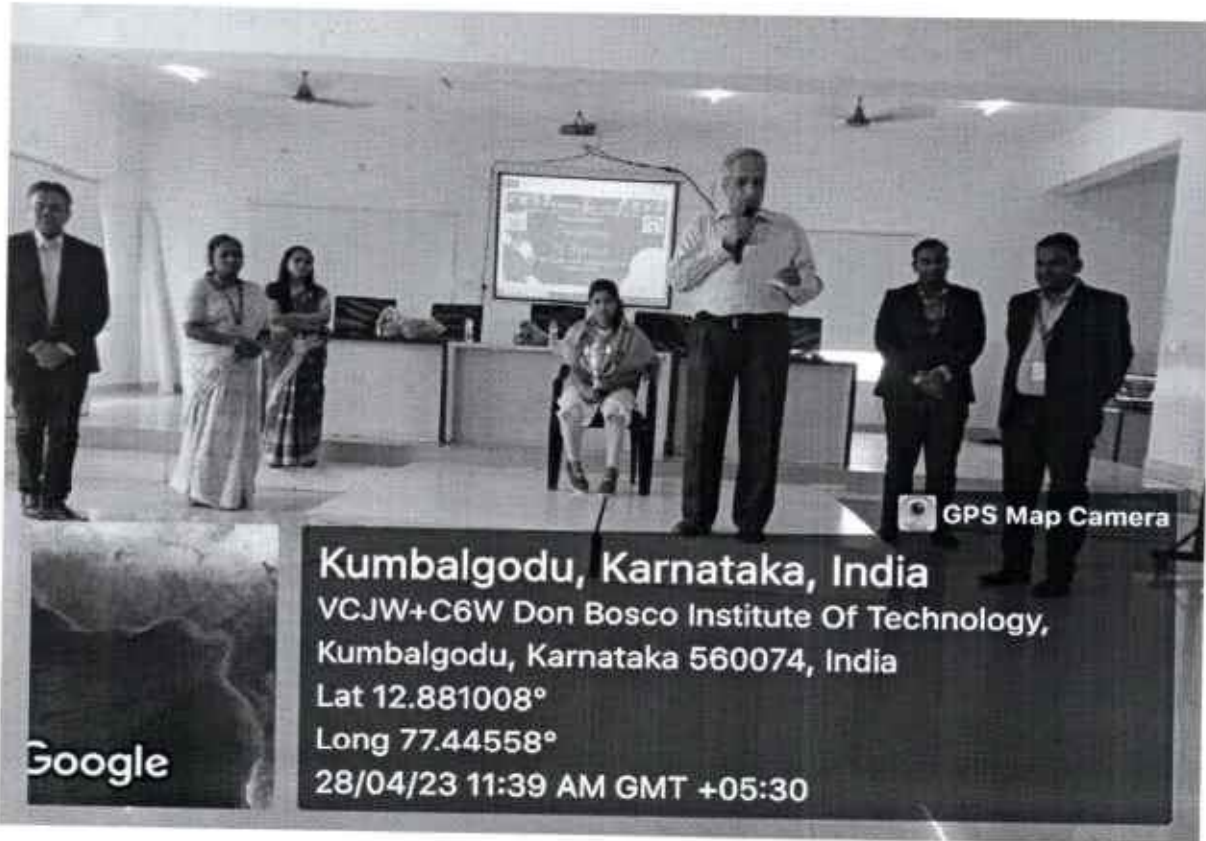 GPS Map Camera
Kumbalgodu, Karnataka, India
VCJW+C6W Don Bosco Institute Of Technology,
Kumbalgodu, Karnataka 560074, India
Lat 12.881008°
Long 77.44558°
28/04/23 11:39 AM GMT +05:30
Google